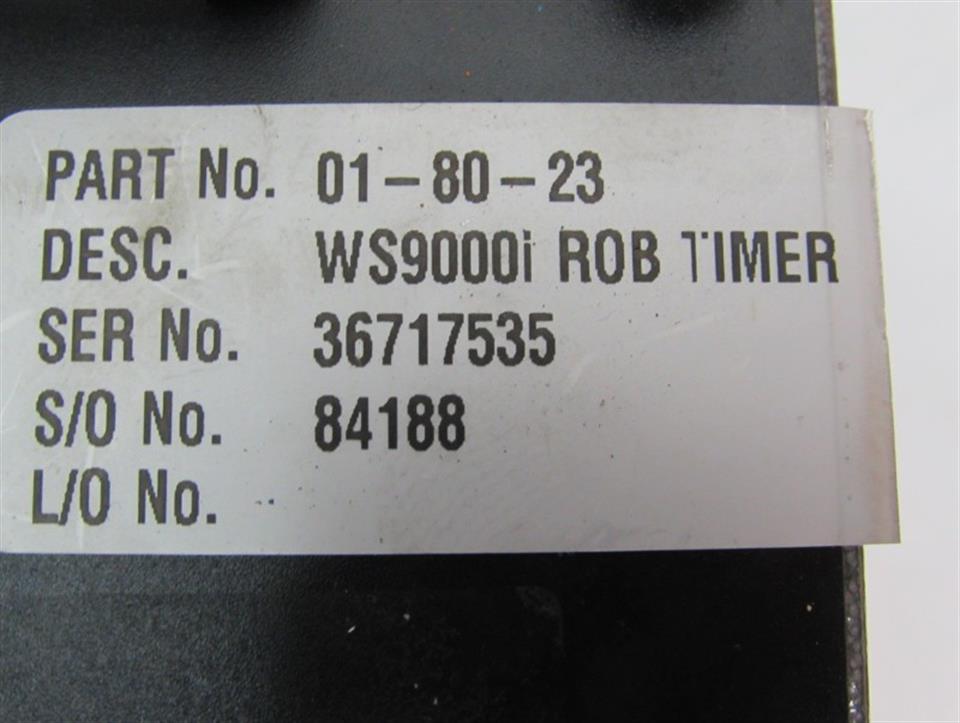 PART No. 01-80-23
DESC. WS9000i ROB TIMER
SER No. 36717535
S/O No. 84188
L/O No.